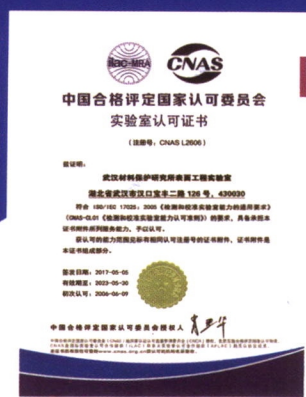 ilac-MRA
CNAS
中国合格评定国家认可委员会
实验室认可证书
(注册号:CNAS L2606)
兹证明:
武汉材料保护研究所表面工程实验室
湖北省武汉市汉口宝丰二路 126 号,430030
符合 ISO/IEC 17025:2005《检测和校准实验室能力的通用要求》
(CNAS-CL01《检测和校准实验室能力认可准则》)的要求,具备承担本
证书附件所列服务能力,予以认可。
获认可的能力范围见标有相同认可注册号的证书附件,证书附件是
本证书组成部分。
签发日期:2017-05-05
有效期至:2023-05-30
初次认可:2006-06-09
中国合格评定国家认可委员会授权人